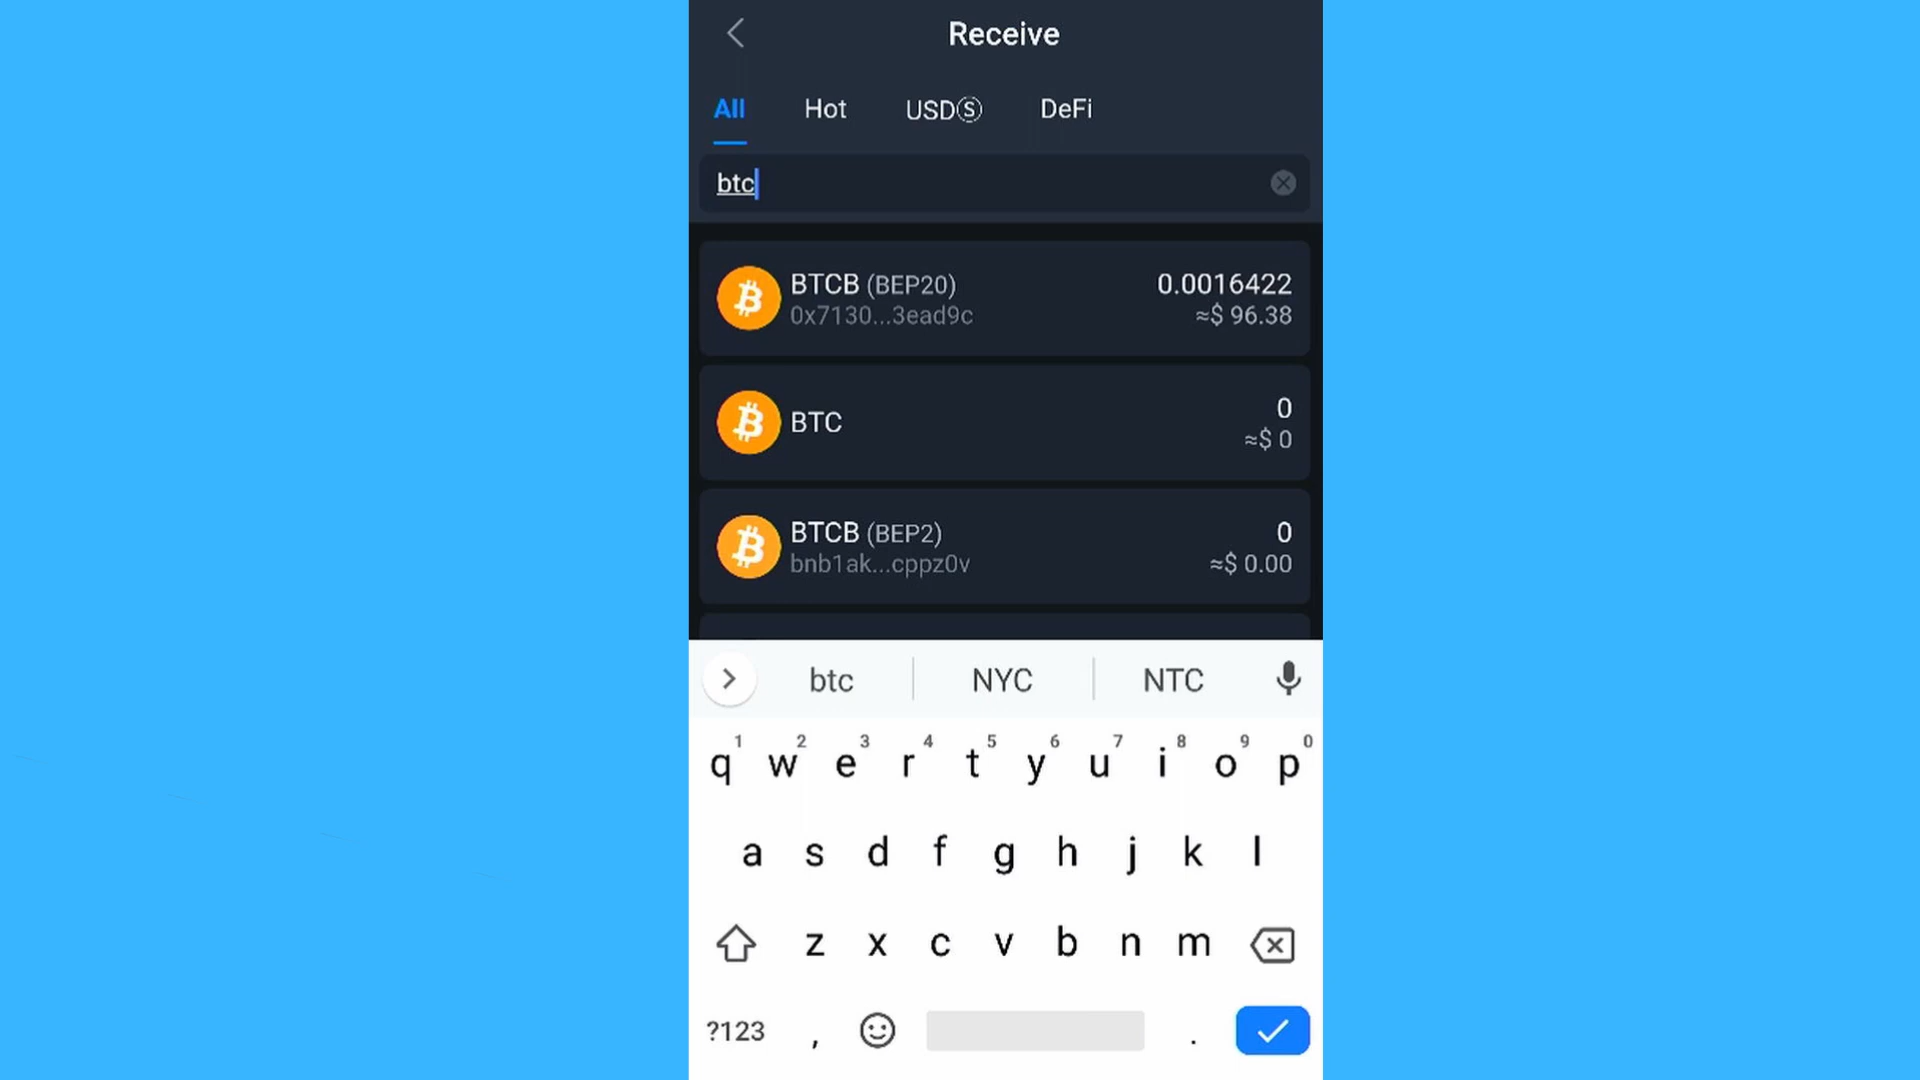 Receive
All Hot USDⓈ DeFi
btc
BTCB (BEP20) 0.0016422
0x7130...3ead9c ≈$ 96.38
BTC 0
≈$ 0
BTCB (BEP2) 0
bnb1ak...cppz0v ≈$ 0.00
btc NYC NTC
1 2 3 4 5 6 7 8 9 0
q w e r t y u i o p
a s d f g h j k l
z x c v b n m
?123 , .